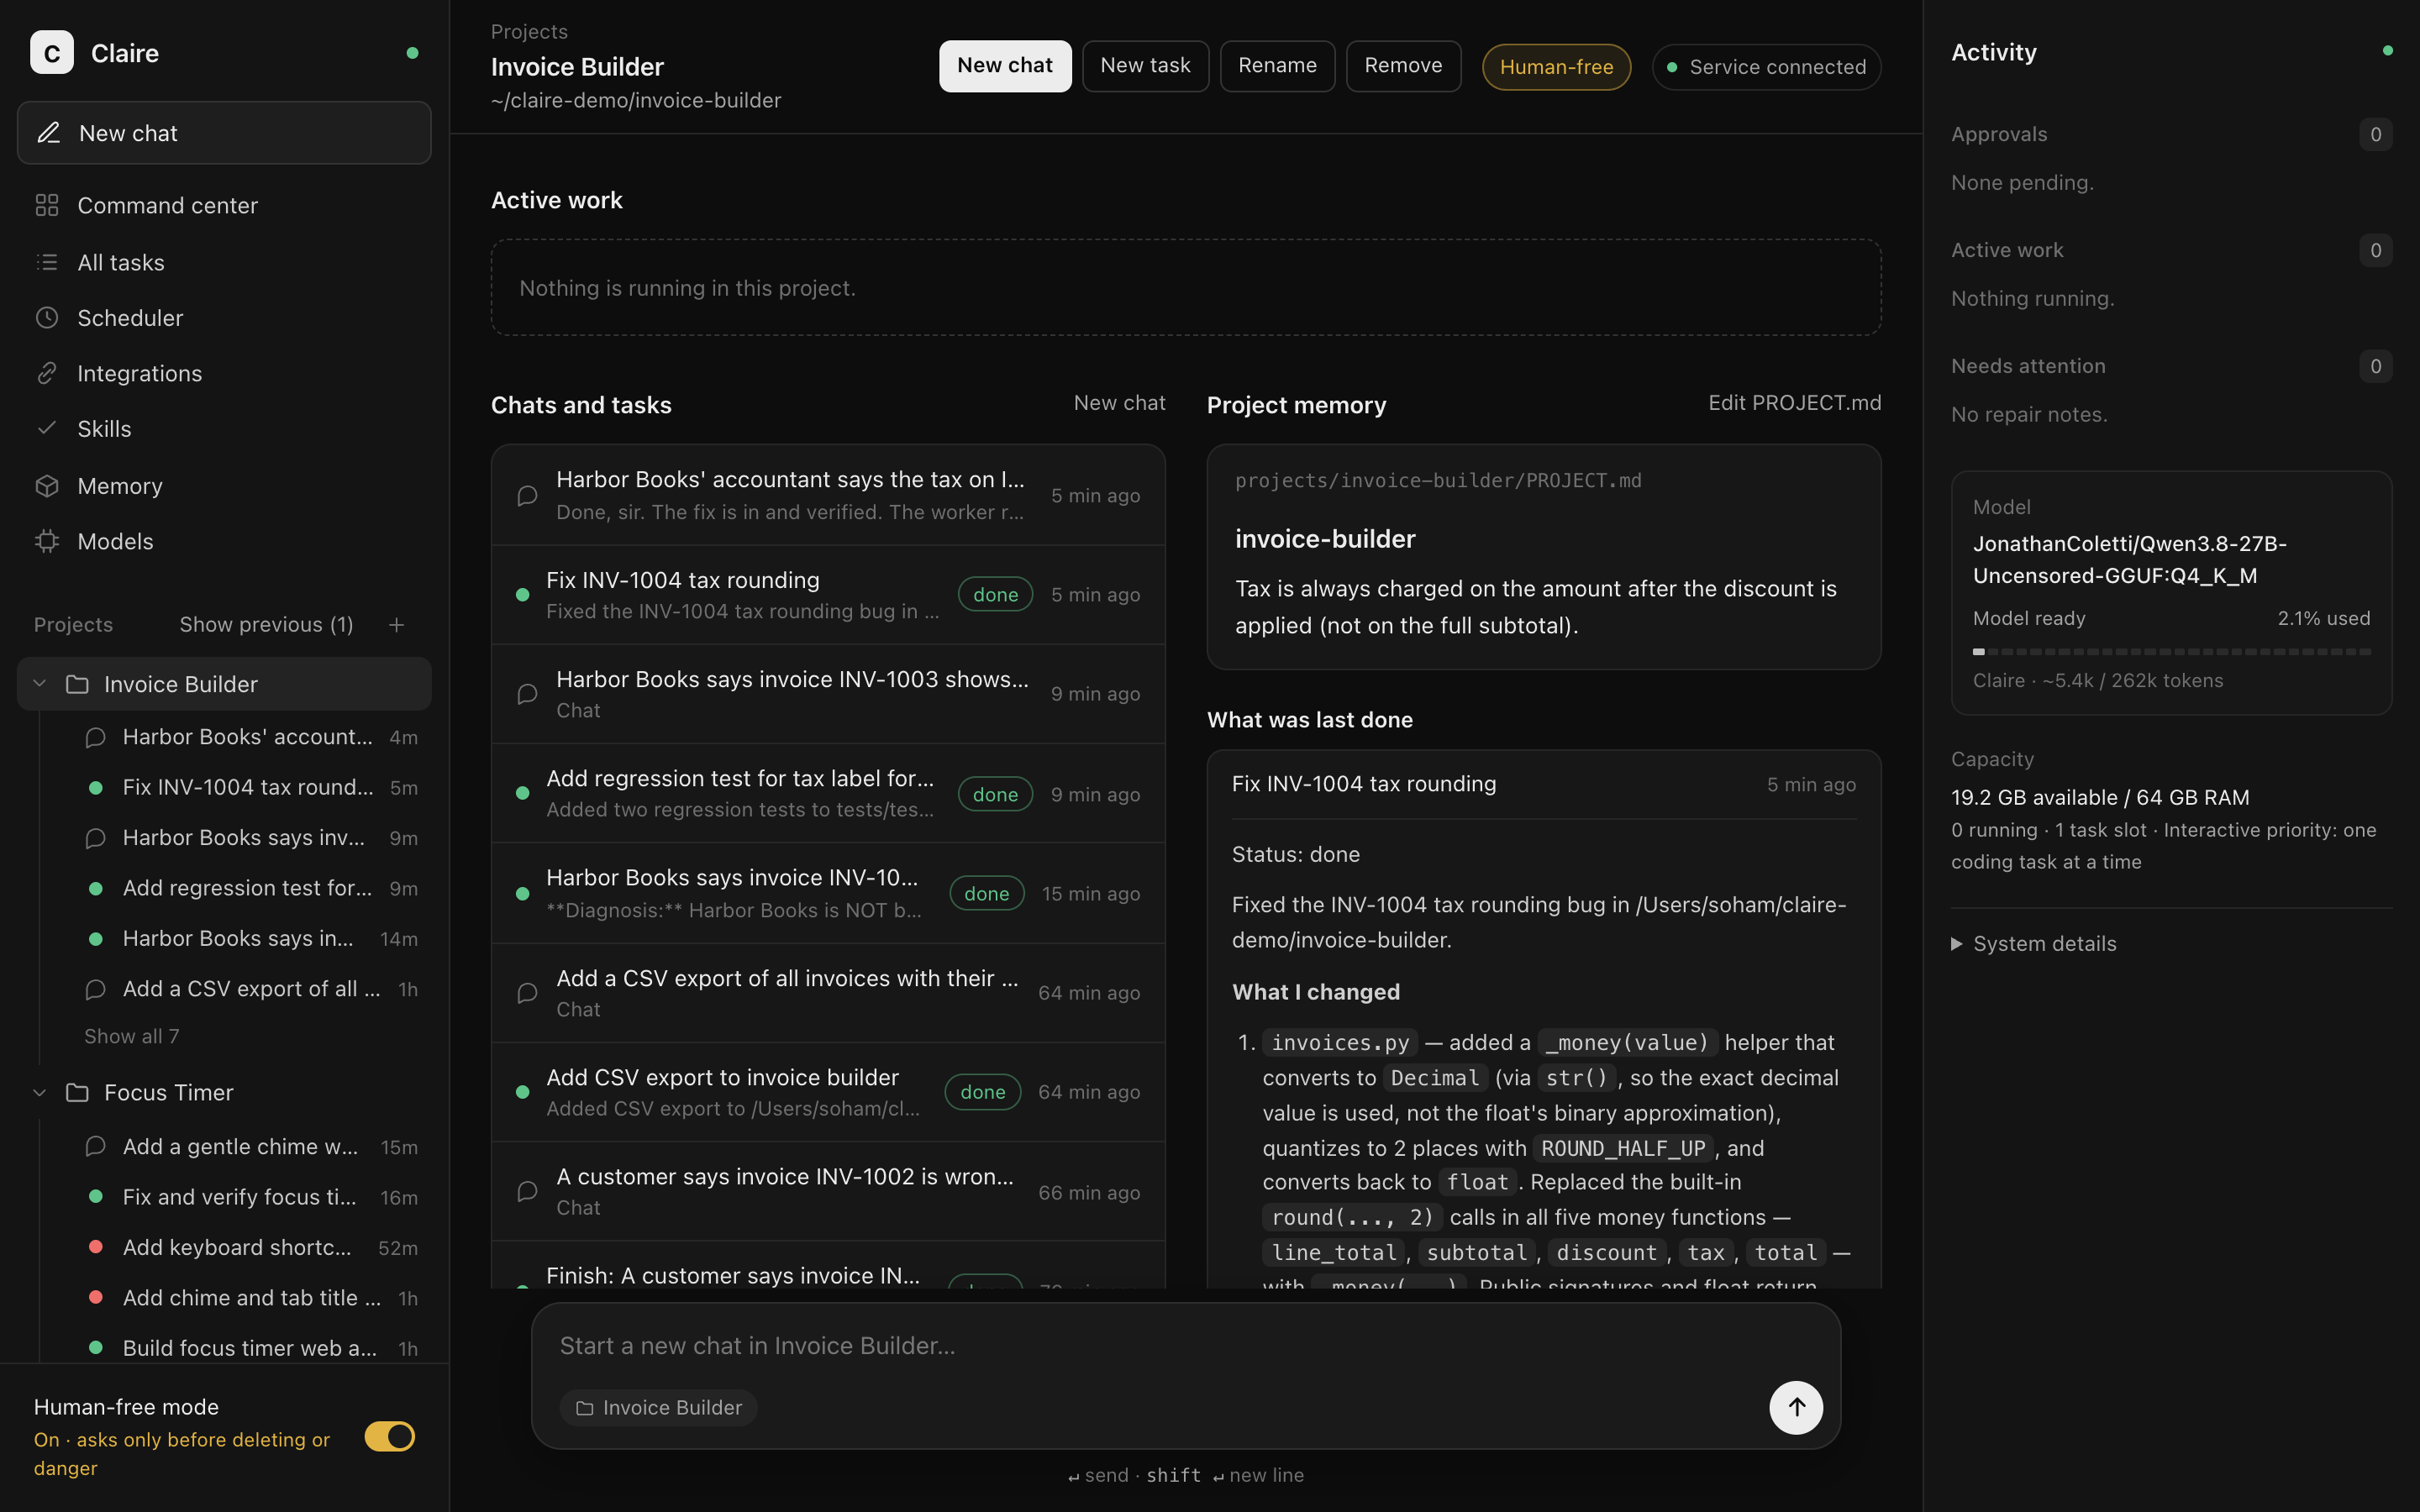 C Claire
New chat
Command center
All tasks
Scheduler
Integrations
Skills
Memory
Models
Projects Show previous (1) +
Invoice Builder
Harbor Books' account... 4m
Fix INV-1004 tax round... 5m
Harbor Books says inv... 9m
Add regression test for... 9m
Harbor Books says in... 14m
Add a CSV export of all ... 1h
Show all 7
Focus Timer
Add a gentle chime w... 15m
Fix and verify focus ti... 16m
Add keyboard shortc... 52m
Add chime and tab title ... 1h
Build focus timer web a... 1h
Human-free mode
On · asks only before deleting or
danger
Projects
Invoice Builder
~/claire-demo/invoice-builder
New chat New task Rename Remove Human-free Service connected
Active work
Nothing is running in this project.
Chats and tasks New chat
Harbor Books' accountant says the tax on I... 5 min ago
Done, sir. The fix is in and verified. The worker r...
Fix INV-1004 tax rounding done 5 min ago
Fixed the INV-1004 tax rounding bug in ...
Harbor Books says invoice INV-1003 shows... 9 min ago
Chat
Add regression test for tax label for... done 9 min ago
Added two regression tests to tests/tes...
Harbor Books says invoice INV-10... done 15 min ago
**Diagnosis:** Harbor Books is NOT b...
Add a CSV export of all invoices with their ... 64 min ago
Chat
Add CSV export to invoice builder done 64 min ago
Added CSV export to /Users/soham/cl...
A customer says invoice INV-1002 is wron... 66 min ago
Chat
Finish: A customer says invoice IN...
Project memory Edit PROJECT.md
projects/invoice-builder/PROJECT.md
invoice-builder
Tax is always charged on the amount after the discount is
applied (not on the full subtotal).
What was last done
Fix INV-1004 tax rounding 5 min ago
Status: done
Fixed the INV-1004 tax rounding bug in /Users/soham/claire-
demo/invoice-builder.
What I changed
1. invoices.py — added a _money(value) helper that
converts to Decimal (via str(), so the exact decimal
value is used, not the float's binary approximation),
quantizes to 2 places with ROUND_HALF_UP, and
converts back to float. Replaced the built-in
round(..., 2) calls in all five money functions —
line_total, subtotal, discount, tax, total —
with _money(...). Public signatures and float return
Start a new chat in Invoice Builder...
Invoice Builder
↵ send · shift ↵ new line
Activity
Approvals 0
None pending.
Active work 0
Nothing running.
Needs attention 0
No repair notes.
Model
JonathanColetti/Qwen3.8-27B-
Uncensored-GGUF:Q4_K_M
Model ready 2.1% used
Claire · ~5.4k / 262k tokens
Capacity
19.2 GB available / 64 GB RAM
0 running · 1 task slot · Interactive priority: one
coding task at a time
System details